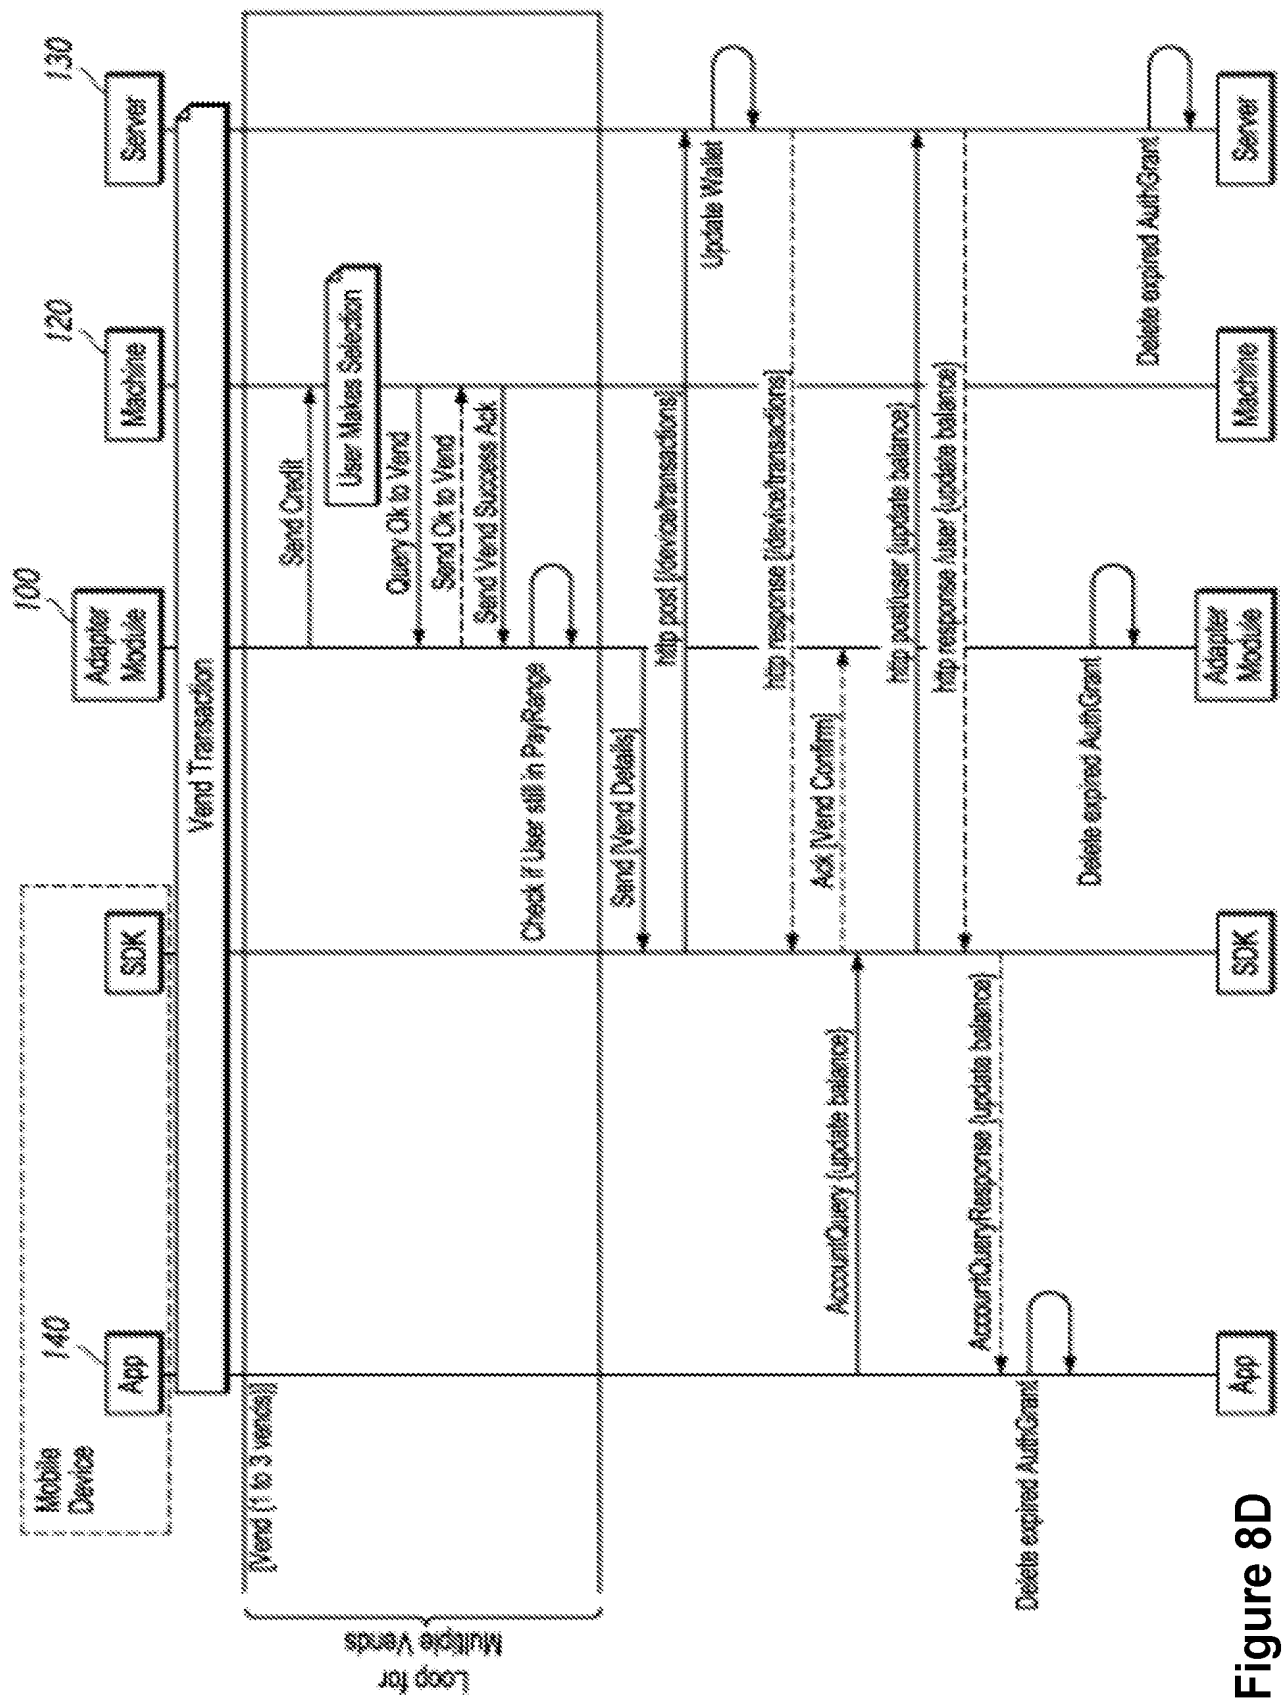 Mobile
Device
140
App
SDK
100
Adapter
Module
120
Machine
130
Server
Vend Transaction
[Vend [1 to 3 vends]]
Loop for
Multiple Vends
Send Credit
User Makes Selection
Query Ok to Vend
Send Ok to Vend
Send Vend Success Ack
Check if User still in PayRange
Send [Vend Details]
http post [/device/transactions]
Update Wallet
http response [/device/transactions]
Ack [Vend Confirm]
AccountQuery [update balance]
http post/user [update balance]
http response /user [update balance]
AccountQueryResponse [update balance]
Delete expired AuthGrant
Delete expired AuthGrant
Delete expired AuthGrant
App
SDK
Adapter
Module
Machine
Server
Figure 8D